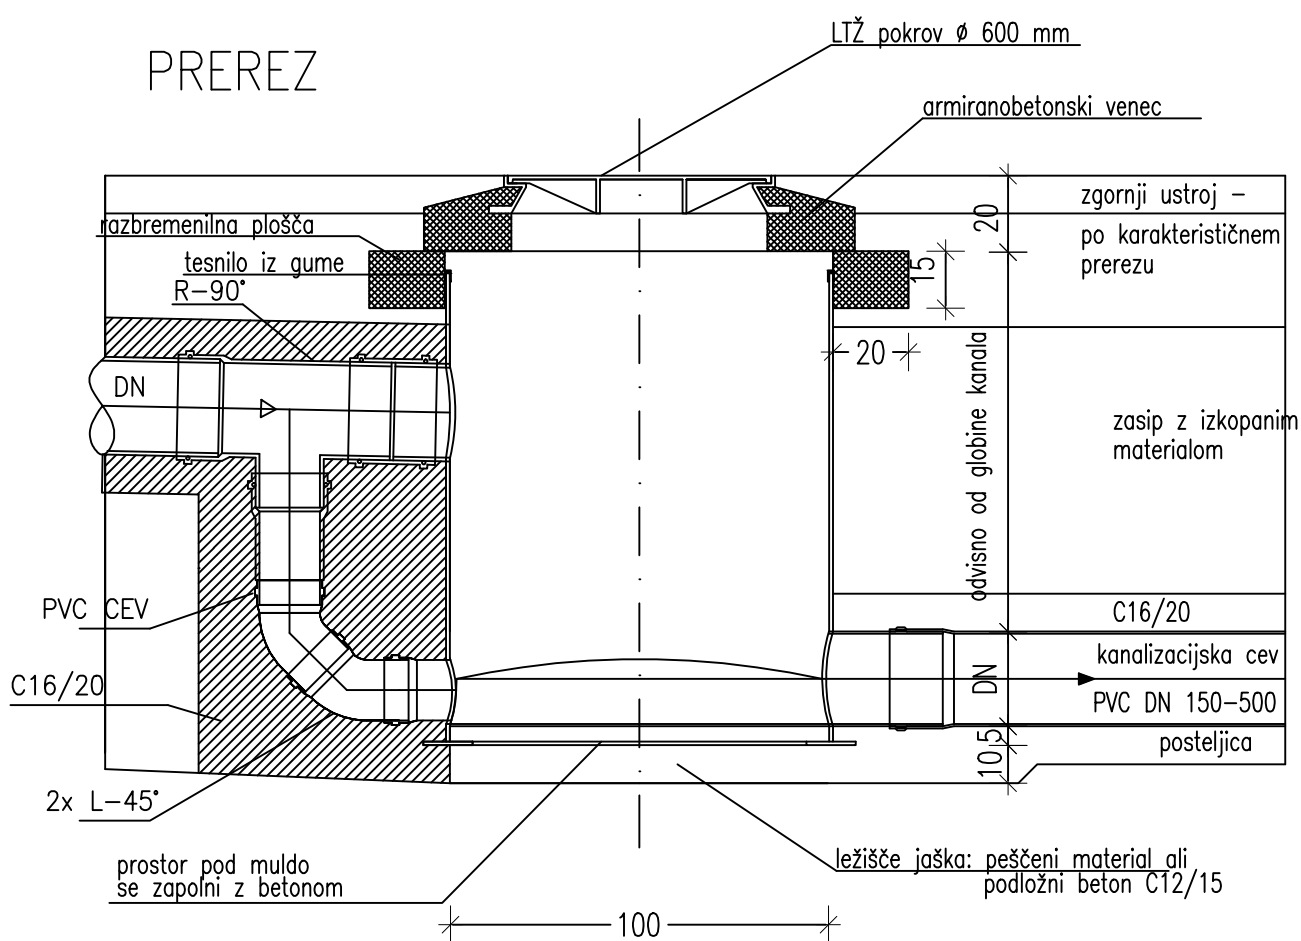 PREREZ
LTŽ pokrov ø 600 mm
armiranobetonski venec
zgornji ustroj –
po karakterističnem
prerezu
20
razbremenilna plošča
tesnilo iz gume
R–90°
15
20
DN
odvisno od globine kanala
zasip z izkopanim
materialom
PVC CEV
C16/20
C16/20
kanalizacijska cev
DN
PVC DN 150–500
5
posteljica
10
2x L–45°
prostor pod muldo
se zapolni z betonom
ležišče jaška: peščeni material ali
podložni beton C12/15
100